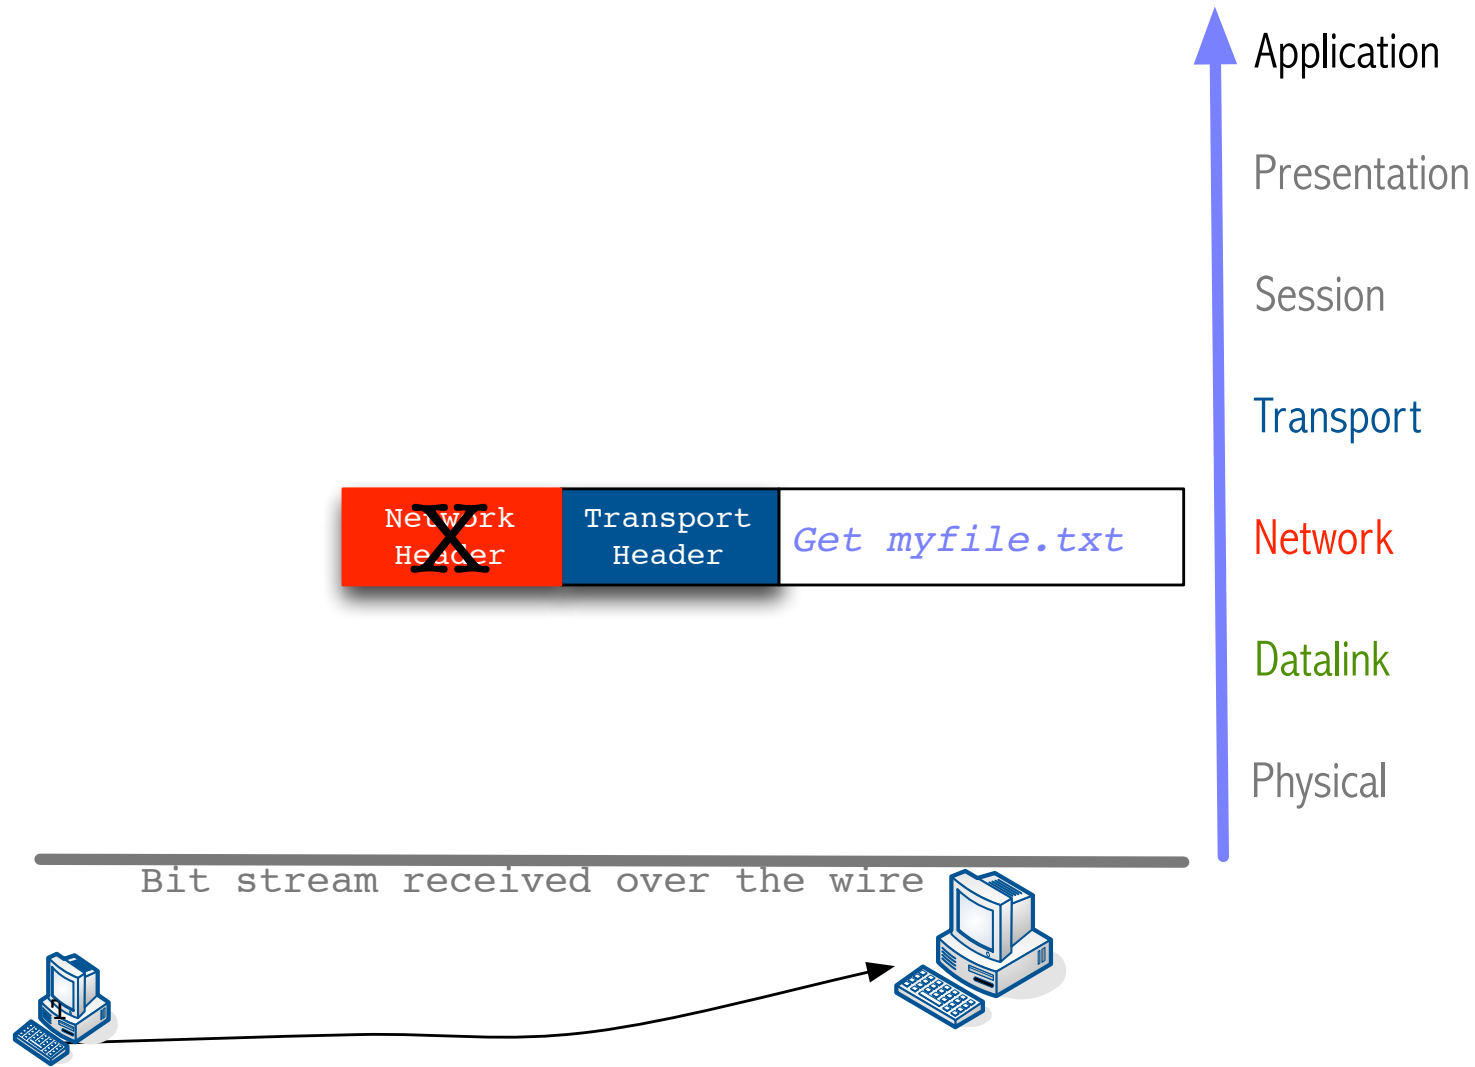 Application
Presentation
Session
Transport
Network
Header
X
Transport
Header
Get myfile.txt
Network
Datalink
Physical
Bit stream received over the wire
1